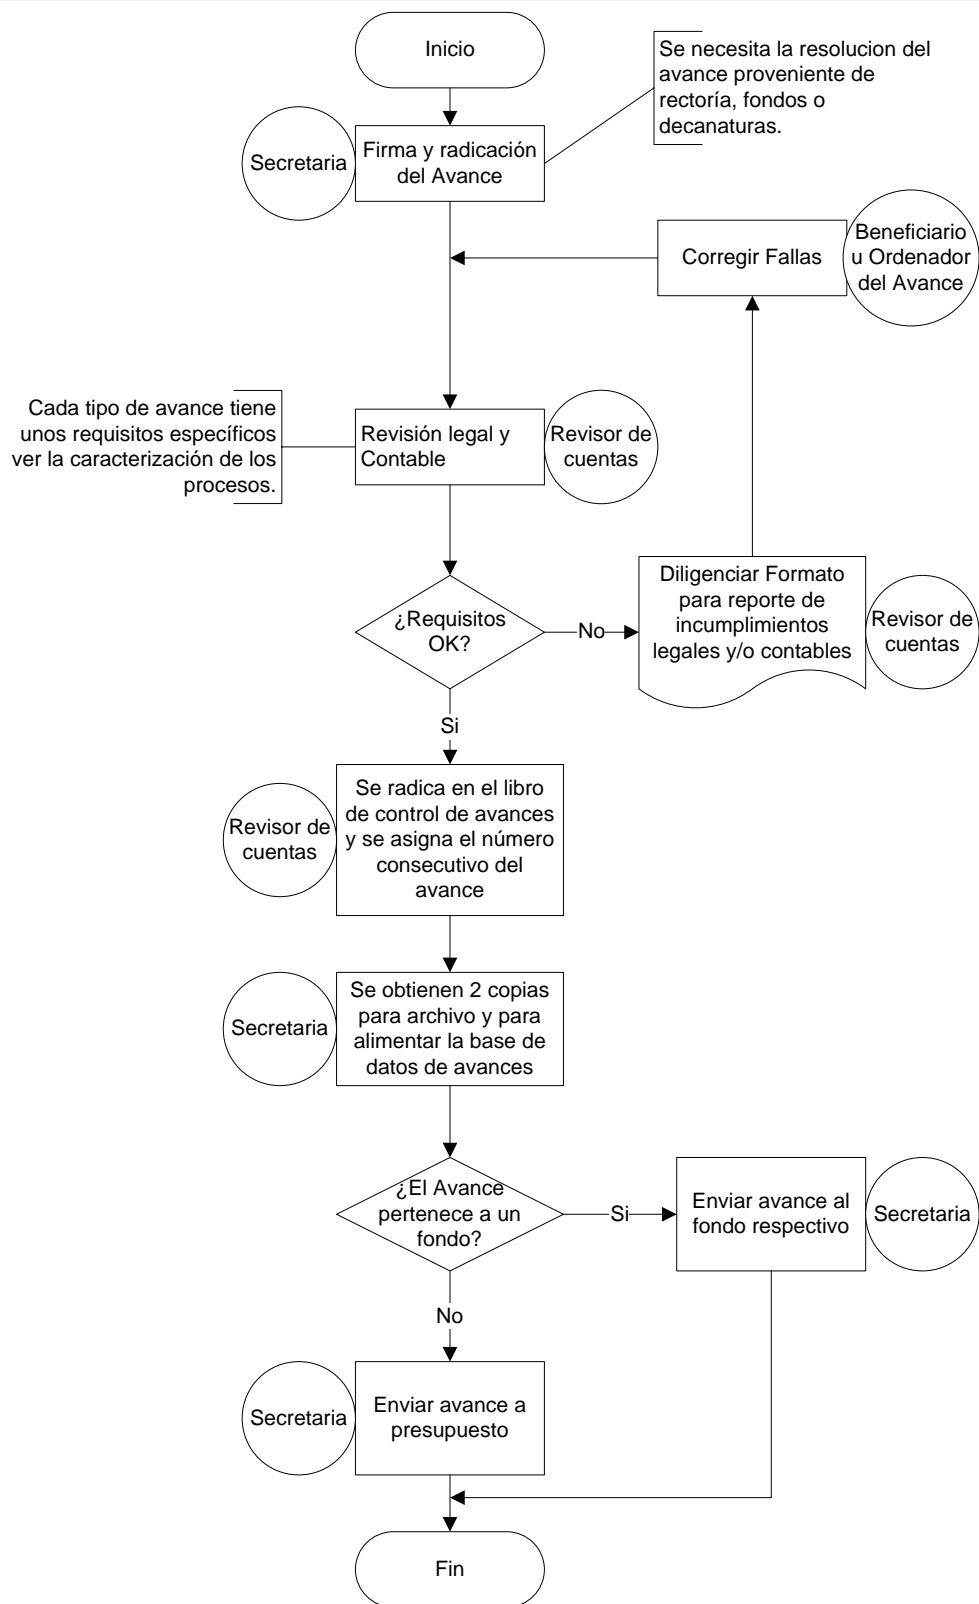 Inicio
Se necesita la resolucion del
avance proveniente de
rectoría, fondos o
decanaturas.
Secretaria
Firma y radicación
del Avance
Corregir Fallas
Beneficiario
u Ordenador
del Avance
Cada tipo de avance tiene
unos requisitos específicos
ver la caracterización de los
procesos.
Revisión legal y
Contable
Revisor de
cuentas
¿Requisitos
OK?
No
Diligenciar Formato
para reporte de
incumplimientos
legales y/o contables
Revisor de
cuentas
Si
Revisor de
cuentas
Se radica en el libro
de control de avances
y se asigna el número
consecutivo del
avance
Secretaria
Se obtienen 2 copias
para archivo y para
alimentar la base de
datos de avances
¿El Avance
pertenece a un
fondo?
Si
Enviar avance al
fondo respectivo
Secretaria
No
Secretaria
Enviar avance a
presupuesto
Fin